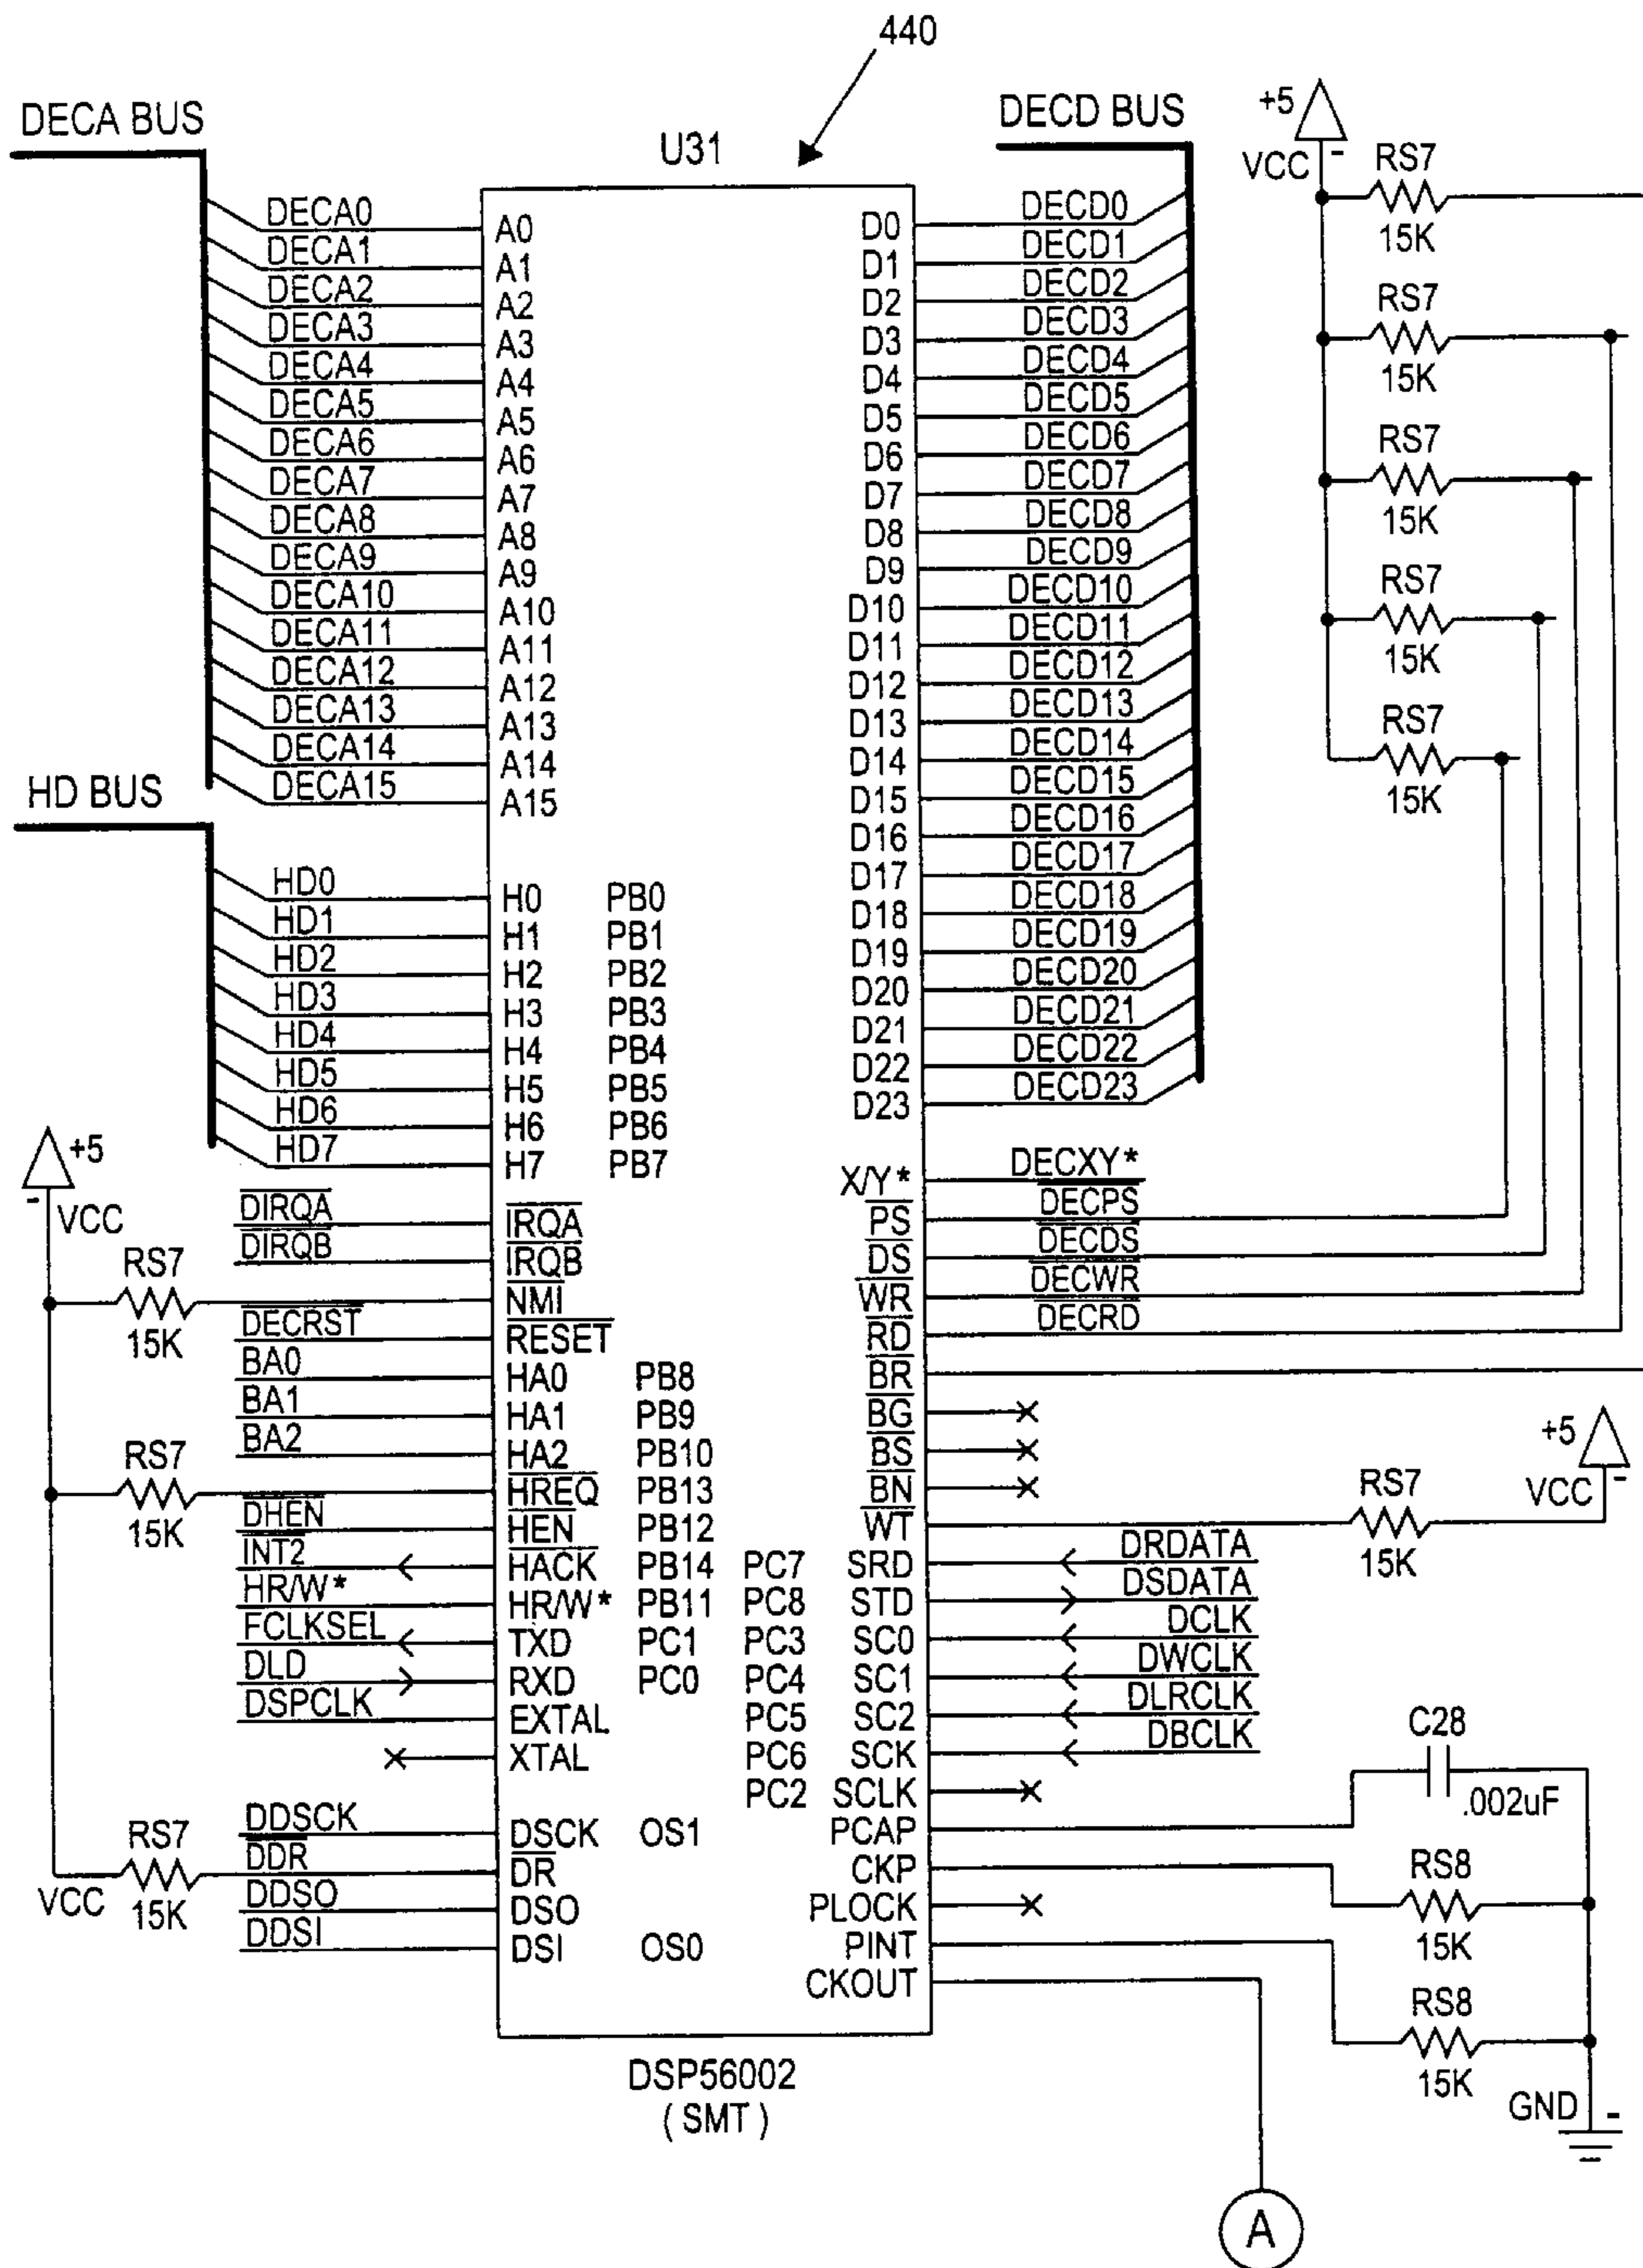 440
DECA BUS
U31
DECD BUS
+5
VCC
-
RS7
15K
RS7
15K
RS7
15K
RS7
15K
RS7
15K
DECA0 A0
DECA1 A1
DECA2 A2
DECA3 A3
DECA4 A4
DECA5 A5
DECA6 A6
DECA7 A7
DECA8 A8
DECA9 A9
DECA10 A10
DECA11 A11
DECA12 A12
DECA13 A13
DECA14 A14
DECA15 A15
D0 DECD0
D1 DECD1
D2 DECD2
D3 DECD3
D4 DECD4
D5 DECD5
D6 DECD6
D7 DECD7
D8 DECD8
D9 DECD9
D10 DECD10
D11 DECD11
D12 DECD12
D13 DECD13
D14 DECD14
D15 DECD15
D16 DECD16
D17 DECD17
D18 DECD18
D19 DECD19
D20 DECD20
D21 DECD21
D22 DECD22
D23 DECD23
HD BUS
HD0 H0 PB0
HD1 H1 PB1
HD2 H2 PB2
HD3 H3 PB3
HD4 H4 PB4
HD5 H5 PB5
HD6 H6 PB6
HD7 H7 PB7
+5
-
VCC
DIRQA IRQA
DIRQB IRQB
RS7 NMI
15K
DECRST RESET
BA0 HA0 PB8
BA1 HA1 PB9
BA2 HA2 PB10
RS7 HREQ PB13
15K
DHEN HEN PB12
INT2 HACK PB14
HR/W* HR/W* PB11
FCLKSEL TXD PC1
DLD RXD PC0
DSPCLK EXTAL
XTAL
DDSCK DSCK OS1
RS7 DDR DR
VCC 15K
DDSO DSO
DDSI DSI OS0
X/Y* DECXY*
PS DECPS
DS DECDS
WR DECWR
RD DECRD
BR
BG
BS
BN
WT RS7
15K
+5
VCC
-
PC7 SRD DRDATA
PC8 STD DSDATA
PC3 SC0 DCLK
PC4 SC1 DWCLK
PC5 SC2 DLRCLK
PC6 SCK DBCLK
PC2 SCLK
PCAP C28
.002uF
CKP RS8
15K
PLOCK
PINT RS8
15K
CKOUT
GND
-
DSP56002
( SMT )
A